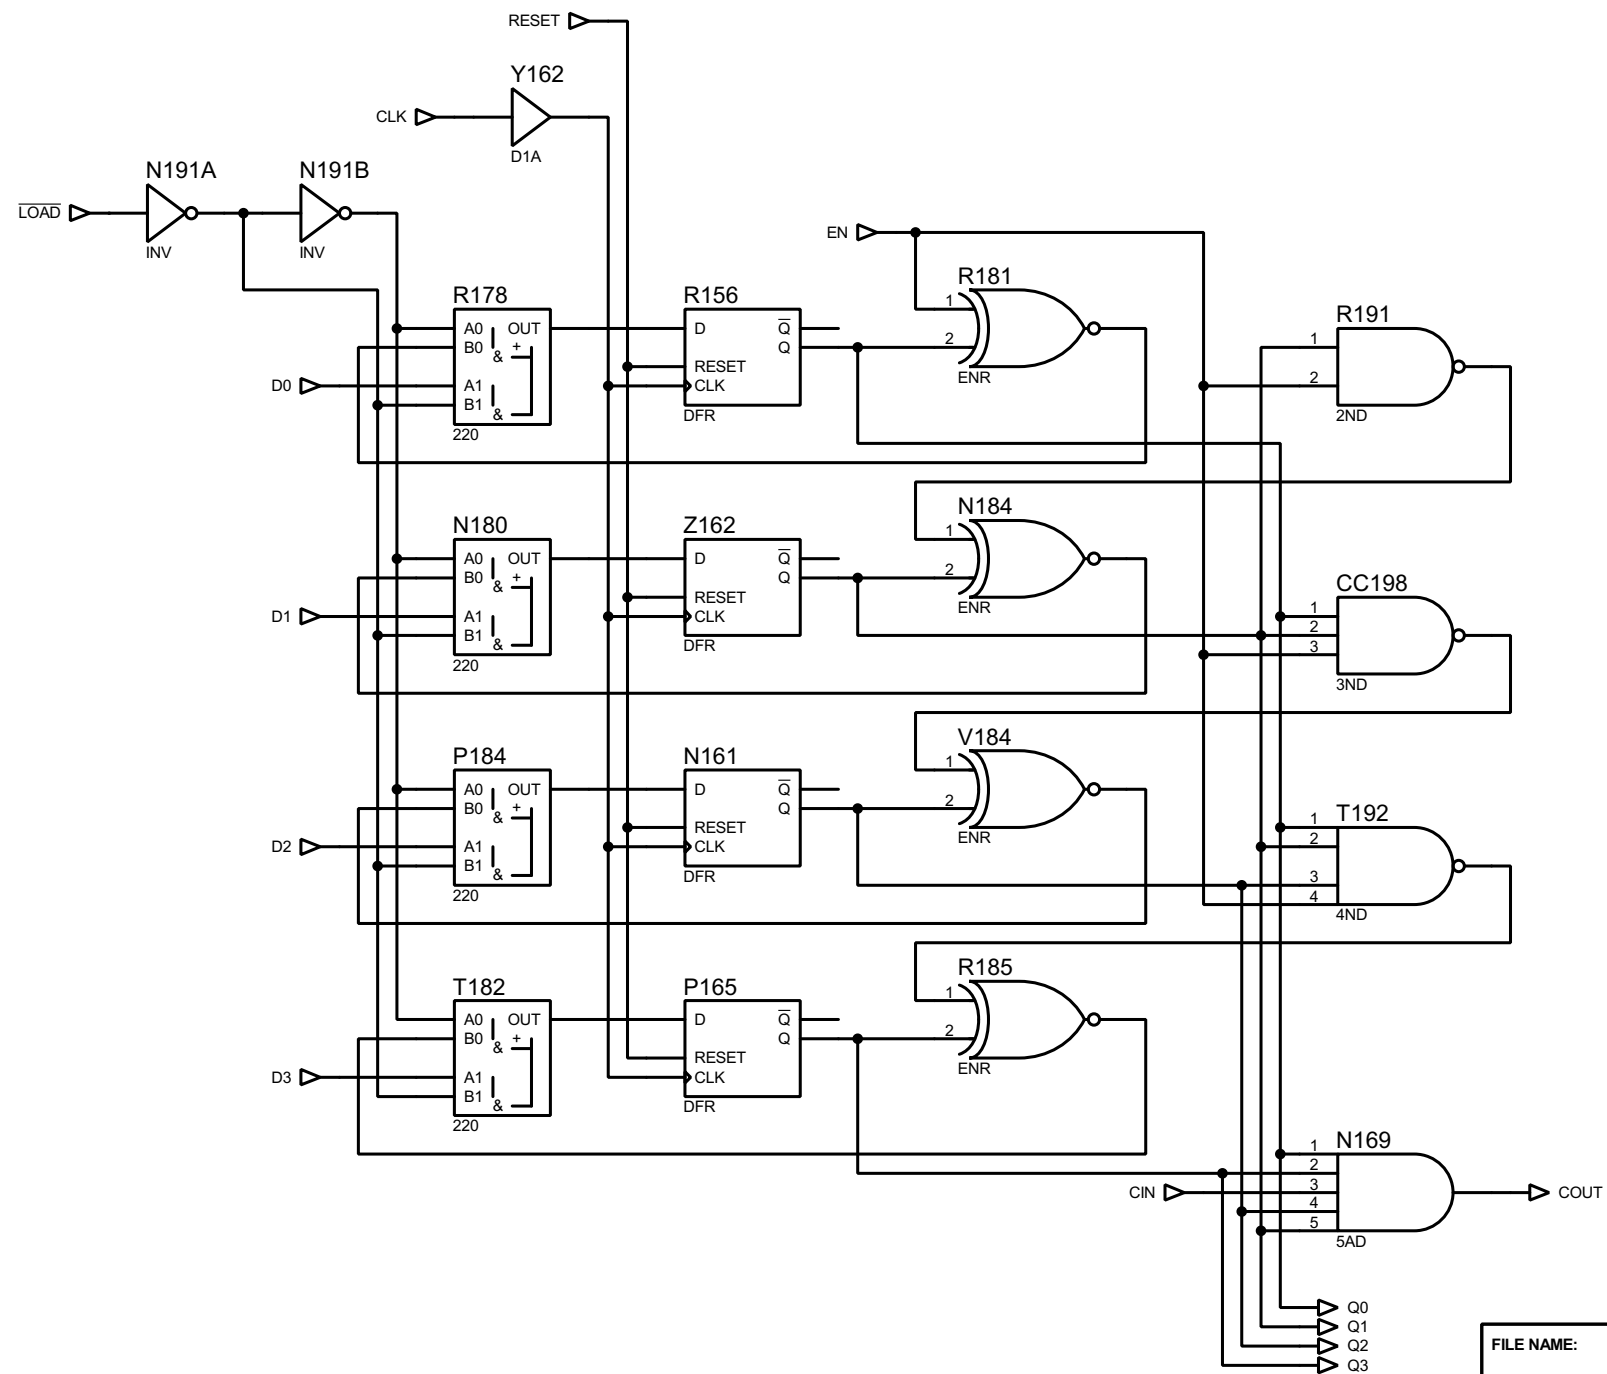 RESET
Y162
CLK
D1A
N191A
N191B
LOAD
INV
INV
EN
R178
A0 OUT
B0 +
&
A1
B1
&
220
D0
R156
D Q
Q
RESET
CLK
DFR
R181
1
2
ENR
R191
1
2
2ND
N180
A0 OUT
B0 +
&
A1
B1
&
220
D1
Z162
D Q
Q
RESET
CLK
DFR
N184
1
2
ENR
CC198
1
2
3
3ND
P184
A0 OUT
B0 +
&
A1
B1
&
220
D2
N161
D Q
Q
RESET
CLK
DFR
V184
1
2
ENR
T192
1
2
3
4
4ND
T182
A0 OUT
B0 +
&
A1
B1
&
220
D3
P165
D Q
Q
RESET
CLK
DFR
R185
1
2
ENR
N169
1
2
3
4
5
5AD
CIN
COUT
Q0
Q1
Q2
Q3
FILE NAME: